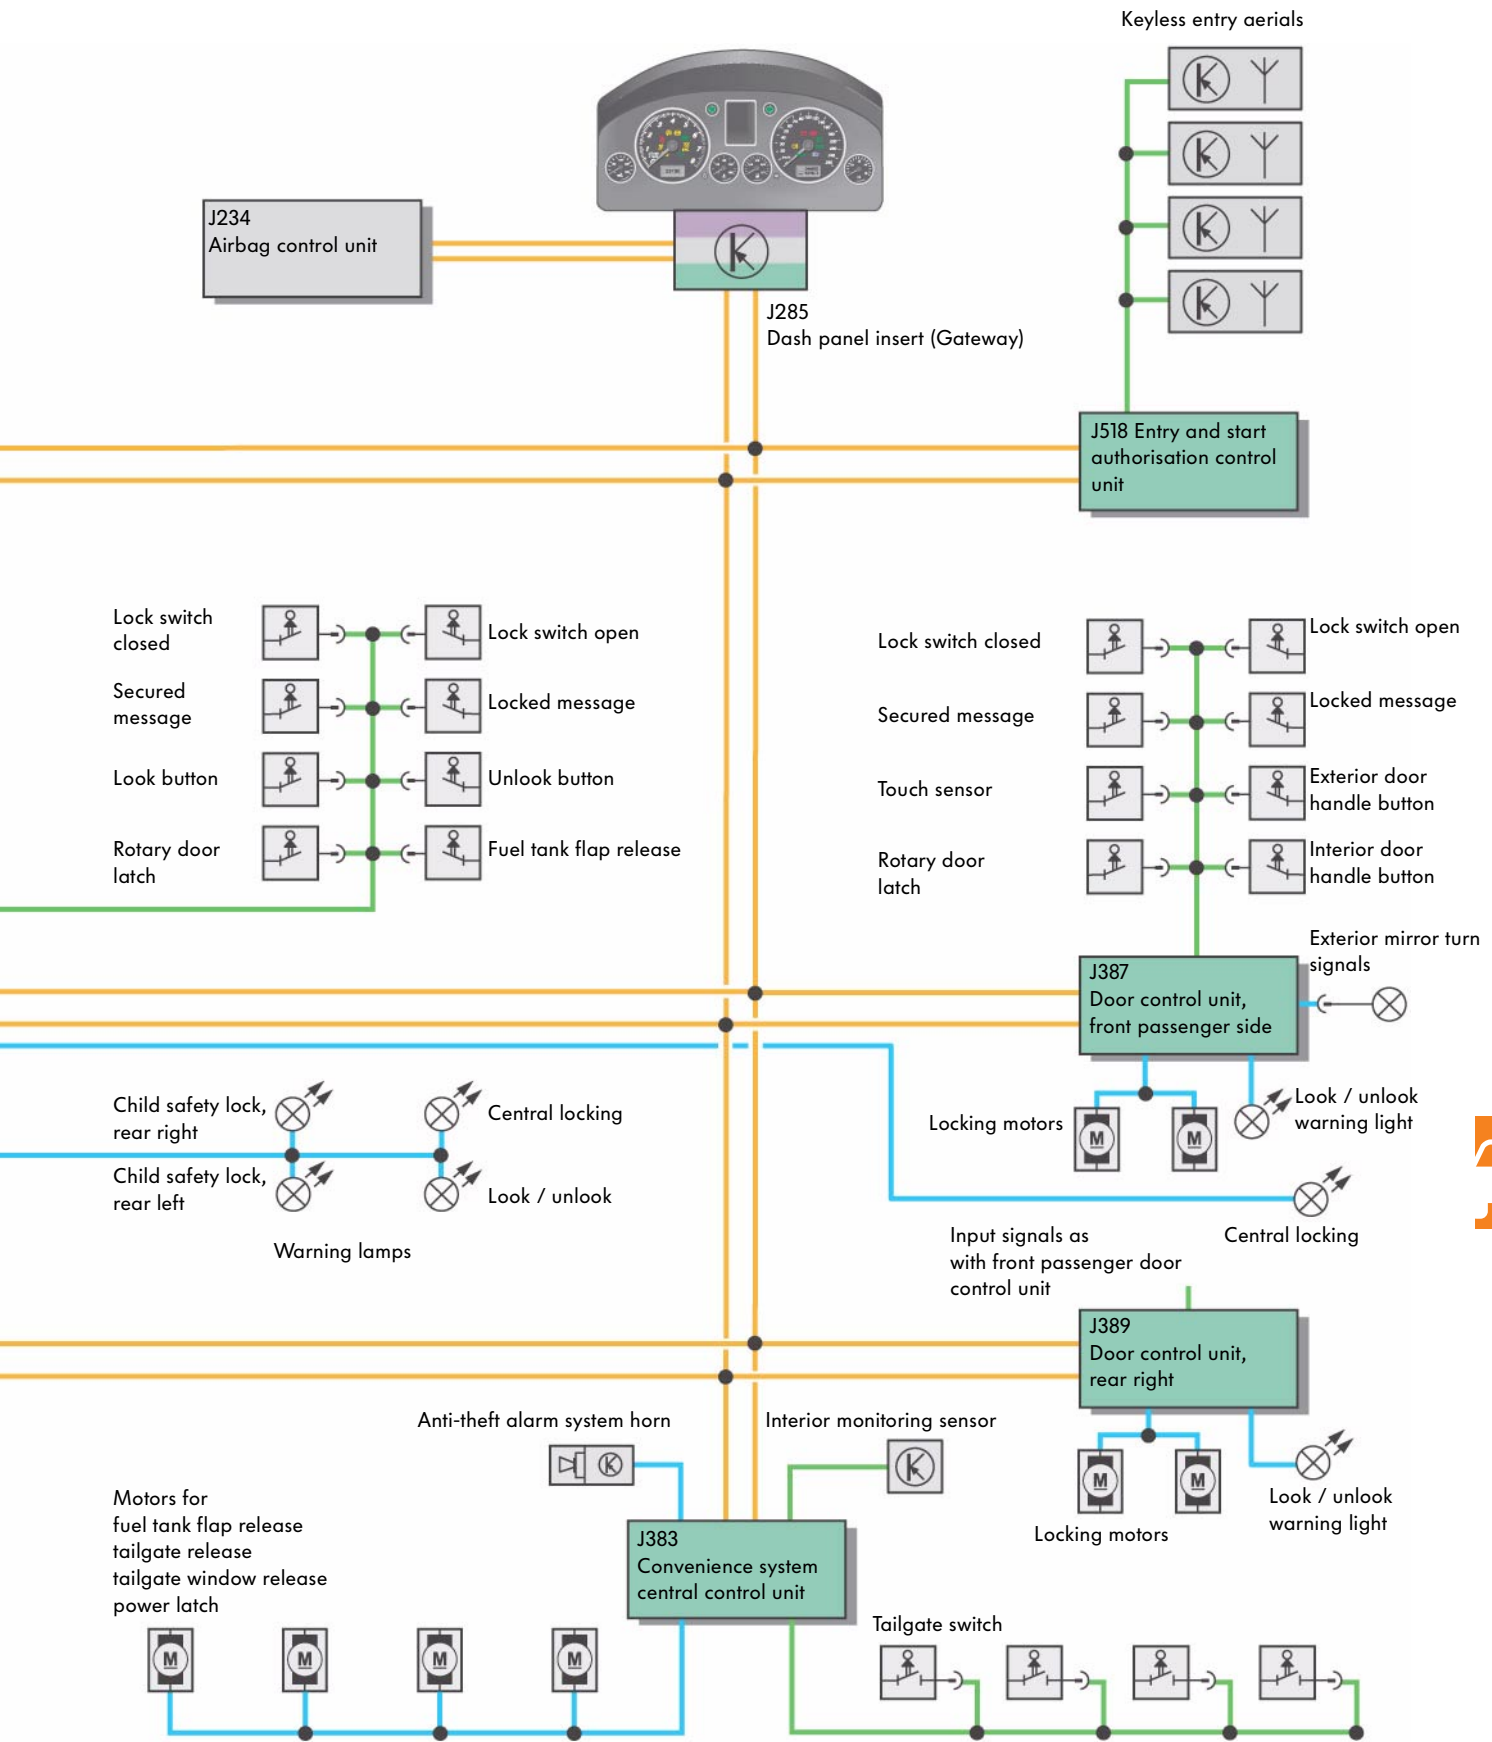 Keyless entry aerials
J234
Airbag control unit
J285
Dash panel insert (Gateway)
J518 Entry and start
authorisation control
unit
Lock switch
closed
Lock switch open
Secured
message
Locked message
Look button
Unlook button
Rotary door
latch
Fuel tank flap release
Lock switch closed
Lock switch open
Secured message
Locked message
Touch sensor
Exterior door
handle button
Rotary door
latch
Interior door
handle button
Exterior mirror turn
signals
J387
Door control unit,
front passenger side
Child safety lock,
rear right
Central locking
Child safety lock,
rear left
Look / unlook
Warning lamps
Locking motors
M
M
Look / unlook
warning light
Central locking
Input signals as
with front passenger door
control unit
J389
Door control unit,
rear right
Anti-theft alarm system horn
Interior monitoring sensor
M
M
Locking motors
Look / unlook
warning light
Motors for
fuel tank flap release
tailgate release
tailgate window release
power latch
J383
Convenience system
central control unit
M
M
M
M
Tailgate switch